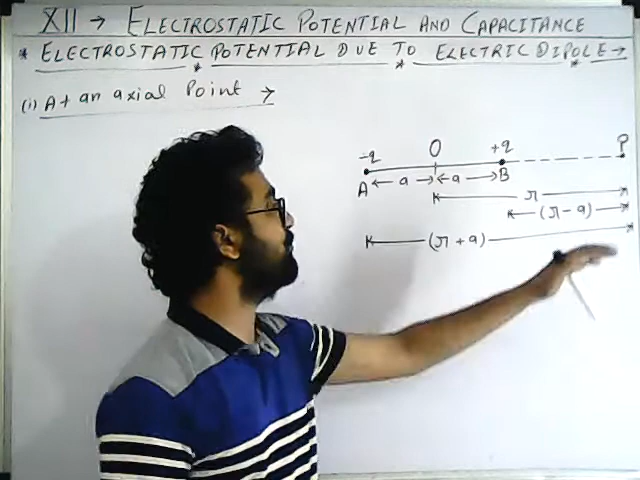 XII → ELECTROSTATIC POTENTIAL AND CAPACITANCE
* ELECTROSTATIC POTENTIAL DUE TO ELECTRIC DIPOLE →
(i) At an axial Point →
-q O +q P
A a a B
r
(r-a)
(r+a)